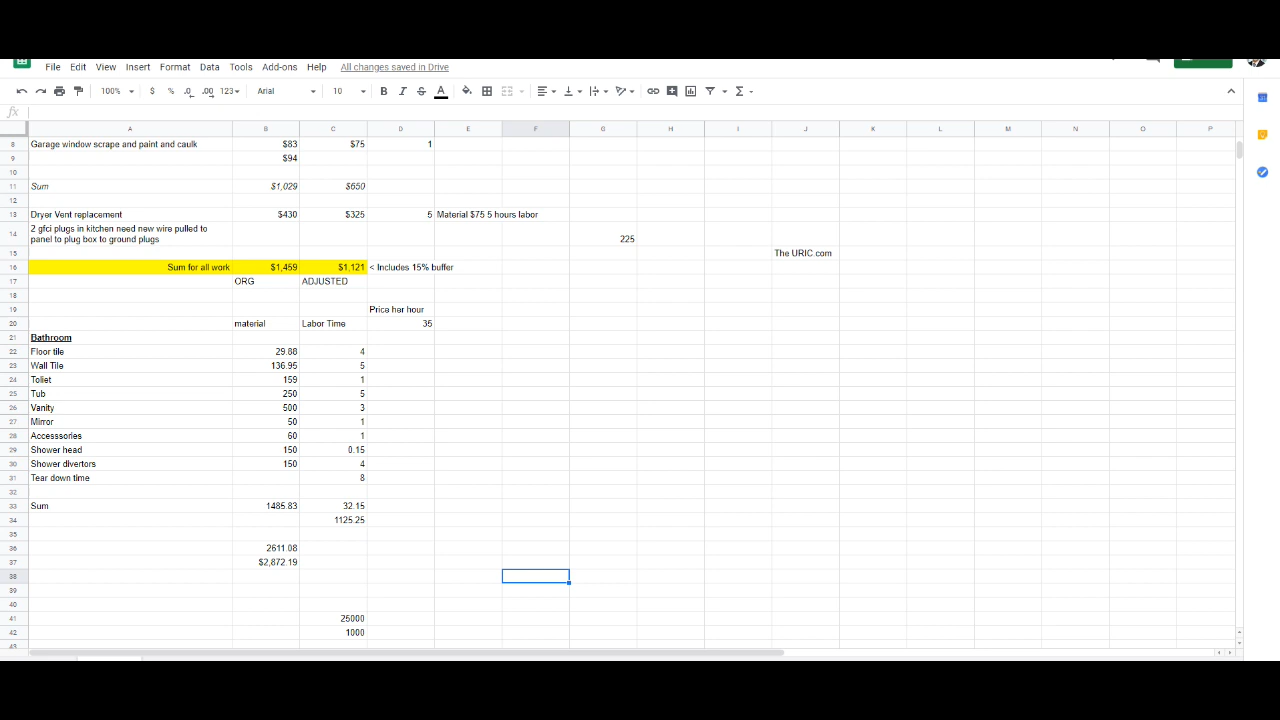 File Edit View Insert Format Data Tools Add-ons Help All changes saved in Drive
100% $ % .0 .00 123 Arial 10 B I S A
fx
A B C D E F G H I J K L M N O P
8 Garage window scrape and paint and caulk $83 $75 1
9 $94
10
11 Sum $1,029 $650
12
13 Dryer Vent replacement $430 $325 5 Material $75 5 hours labor
14 2 gfci plugs in kitchen need new wire pulled to
panel to plug box to ground plugs 225
15 The URIC.com
16 Sum for all work $1,459 $1,121 < Includes 15% buffer
17 ORG ADJUSTED
18
19 Price her hour
20 material Labor Time 35
21 Bathroom
22 Floor tile 29.88 4
23 Wall Tile 136.95 5
24 Toliet 159 1
25 Tub 250 5
26 Vanity 500 3
27 Mirror 50 1
28 Accesssories 60 1
29 Shower head 150 0.15
30 Shower divertors 150 4
31 Tear down time 8
32
33 Sum 1485.83 32.15
34 1125.25
35
36 2611.08
37 $2,872.19
38
39
40
41 25000
42 1000
43